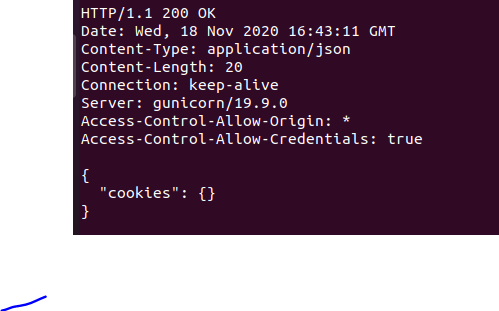 HTTP/1.1 200 OK
Date: Wed, 18 Nov 2020 16:43:11 GMT
Content-Type: application/json
Content-Length: 20
Connection: keep-alive
Server: gunicorn/19.9.0
Access-Control-Allow-Origin: *
Access-Control-Allow-Credentials: true

{
  "cookies": {}
}